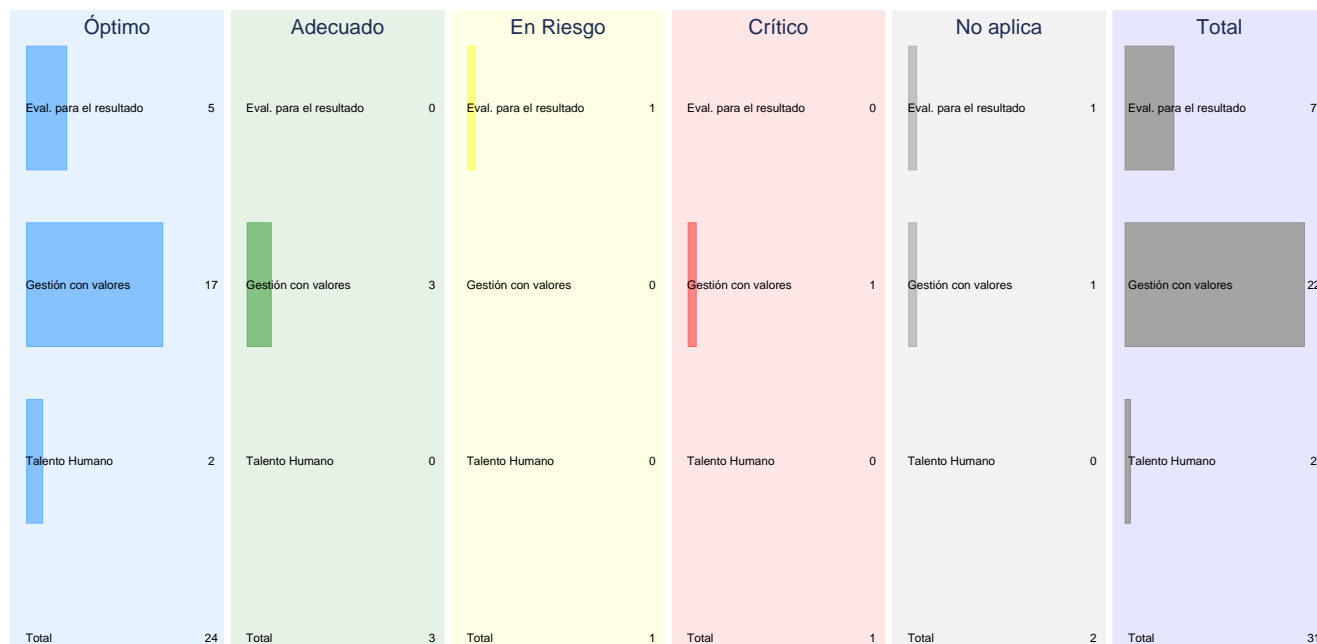 Óptimo Adecuado En Riesgo Crítico No aplica Total
Eval. para el resultado 5 Eval. para el resultado 0 Eval. para el resultado 1 Eval. para el resultado 0 Eval. para el resultado 1 Eval. para el resultado 7
Gestión con valores 17 Gestión con valores 3 Gestión con valores 0 Gestión con valores 1 Gestión con valores 1 Gestión con valores 22
Talento Humano 2 Talento Humano 0 Talento Humano 0 Talento Humano 0 Talento Humano 0 Talento Humano 2
Total 24 Total 3 Total 1 Total 1 Total 2 Total 31